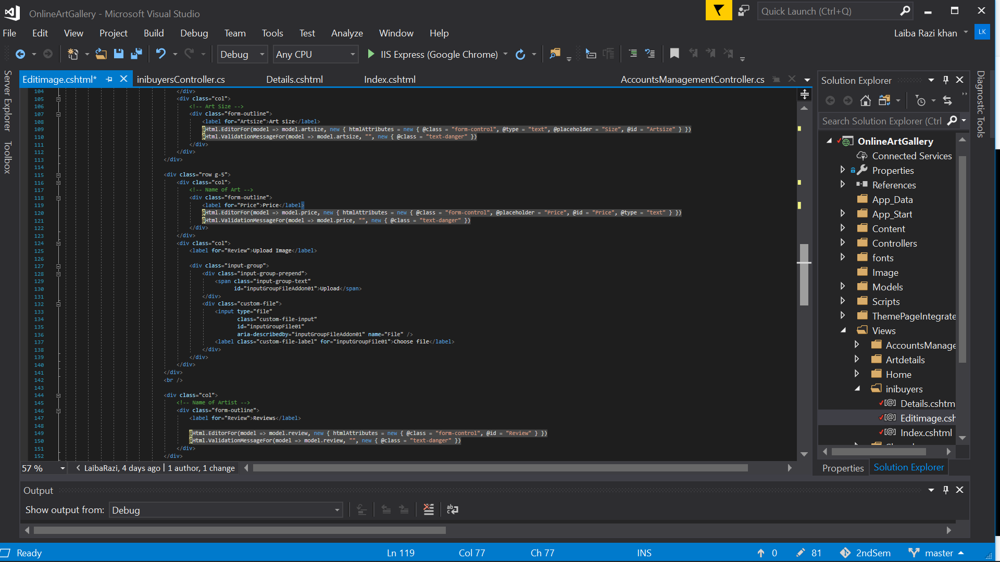 OnlineArtGallery - Microsoft Visual Studio
Quick Launch (Ctrl+Q)
File Edit View Project Build Debug Team Tools Test Analyze Window Help
Laiba Razi khan LK
Debug Any CPU IIS Express (Google Chrome)
Server Explorer
Toolbox
Editimage.cshtml* inibuyersController.cs Details.cshtml Index.cshtml AccountsManagementController.cs
104 </div>
105 <div class="col">
106 <!-- Art Size -->
107 <div class="form-outline">
108 <label for="Artsize">Art size</label>
109 @Html.EditorFor(model => model.artsize, new { htmlAttributes = new { @class = "form-control", @type = "text", @placeholder = "Size", @id = "Artsize" } })
110 @Html.ValidationMessageFor(model => model.artsize, "", new { @class = "text-danger" })
111 </div>
112 </div>
113 </div>
114
115 <div class="row g-5">
116 <div class="col">
117 <!-- Name of Art -->
118 <div class="form-outline">
119 <label for="Price">Price</label>
120 @Html.EditorFor(model => model.price, new { htmlAttributes = new { @class = "form-control", @placeholder = "Price", @id = "Price", @type = "text" } })
121 @Html.ValidationMessageFor(model => model.price, "", new { @class = "text-danger" })
122 </div>
123 </div>
124 <div class="col">
125 <label for="Review">Upload Image</label>
126
127 <div class="input-group">
128 <div class="input-group-prepend">
129 <span class="input-group-text"
130 id="inputGroupFileAddon01">Upload</span>
131 </div>
132 <div class="custom-file">
133 <input type="file"
134 class="custom-file-input"
135 id="inputGroupFile01"
136 aria-describedby="inputGroupFileAddon01" name="File" />
137 <label class="custom-file-label" for="inputGroupFile01">Choose file</label>
138 </div>
139 </div>
140 </div>
141 </div>
142 <br />
143
144 <div class="col">
145 <!-- Name of Artist -->
146 <div class="form-outline">
147 <label for="Review">Reviews</label>
148
149 @Html.EditorFor(model => model.review, new { htmlAttributes = new { @class = "form-control", @id = "Review" } })
150 @Html.ValidationMessageFor(model => model.review, "", new { @class = "text-danger" })
151 </div>
152 </div>
57 % LaibaRazi, 4 days ago | 1 author, 1 change
Solution Explorer
Search Solution Explorer (Ctrl
OnlineArtGallery
Connected Services
Properties
References
App_Data
App_Start
Content
Controllers
fonts
Image
Models
Scripts
ThemePageIntegrate
Views
AccountsManage
Artdetails
Home
inibuyers
Details.cshtm
Editimage.csh
Index.cshtml
Properties Solution Explorer
Diagnostic Tools
Output
Show output from: Debug
Ready Ln 119 Col 77 Ch 77 INS 0 81 2ndSem master